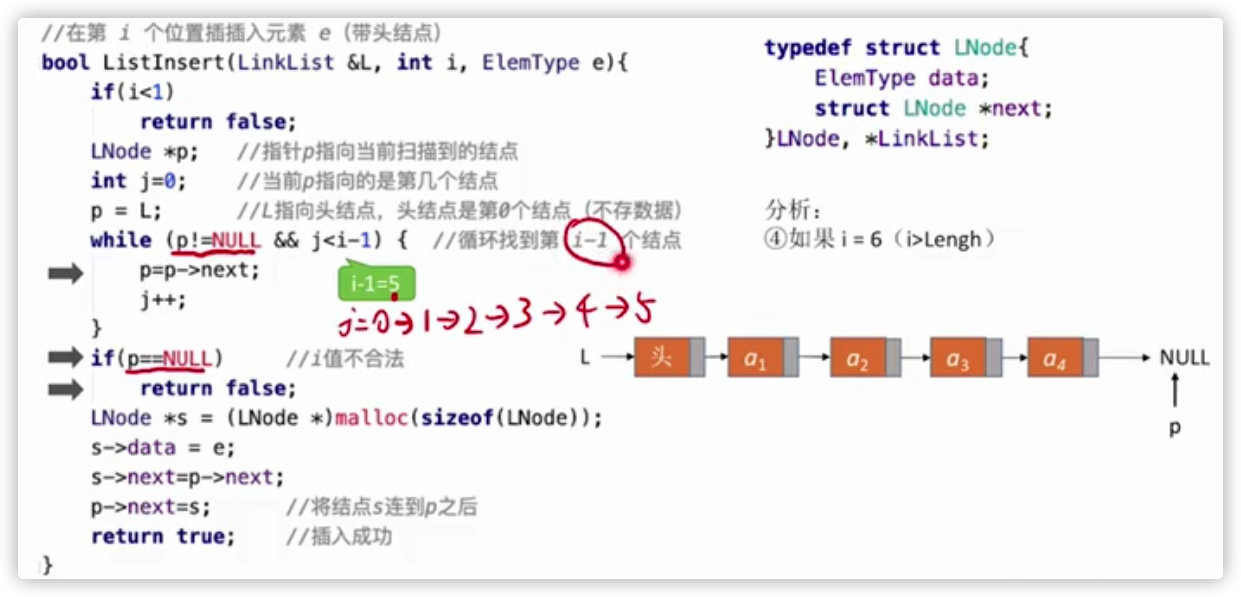 //在第 i 个位置插插入元素 e（带头结点）
bool ListInsert(LinkList &L, int i, ElemType e){
if(i<1)
return false;
LNode *p; //指针p指向当前扫描到的结点
int j=0; //当前p指向的是第几个结点
p = L; //L指向头结点，头结点是第0个结点（不存数据）
while (p!=NULL && j<i-1) { //循环找到第 i-1 个结点
p=p->next;
i-1=5
j++;
j=0→1→2→3→4→5
}
if(p==NULL) //i值不合法
return false;
LNode *s = (LNode *)malloc(sizeof(LNode));
s->data = e;
s->next=p->next;
p->next=s; //将结点s连到p之后
return true; //插入成功
}
typedef struct LNode{
ElemType data;
struct LNode *next;
}LNode, *LinkList;
分析：
④如果 i = 6（i>Lengh）
L 头 a1 a2 a3 a4 NULL
p